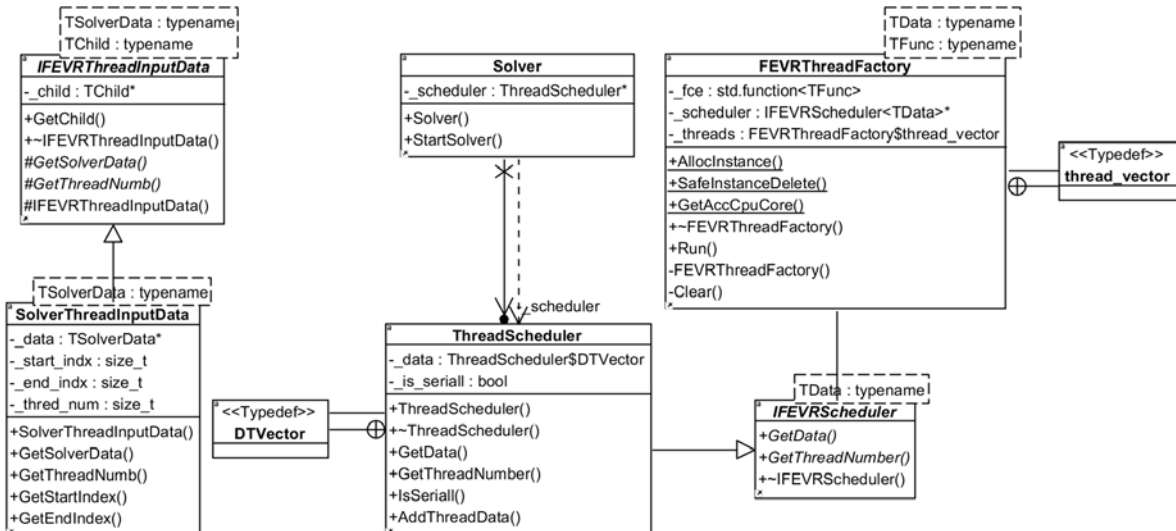 TSolverData : typename
TChild : typename
IFEVRThreadInputData
-_child : TChild*
+GetChild()
+~IFEVRThreadInputData()
#GetSolverData()
#GetThreadNumb()
#IFEVRThreadInputData()
TSolverData : typename
SolverThreadInputData
-_data : TSolverData*
-_start_indx : size_t
-_end_indx : size_t
-_thred_num : size_t
+SolverThreadInputData()
+GetSolverData()
+GetThreadNumb()
+GetStartIndex()
+GetEndIndex()
Solver
-_scheduler : ThreadScheduler*
+Solver()
+StartSolver()
-_scheduler
ThreadScheduler
-_data : ThreadScheduler$DTVector
-_is_seriall : bool
+ThreadScheduler()
+~ThreadScheduler()
+GetData()
+GetThreadNumber()
+IsSeriall()
+AddThreadData()
<<Typedef>>
DTVector
TData : typename
TFunc : typename
FEVRThreadFactory
-_fce : std.function<TFunc>
-_scheduler : IFEVRScheduler<TData>*
-_threads : FEVRThreadFactory$thread_vector
+AllocInstance()
+SafeInstanceDelete()
+GetAccCpuCore()
+~FEVRThreadFactory()
+Run()
-FEVRThreadFactory()
-Clear()
<<Typedef>>
thread_vector
TData : typename
IFEVRScheduler
+GetData()
+GetThreadNumber()
+~IFEVRScheduler()